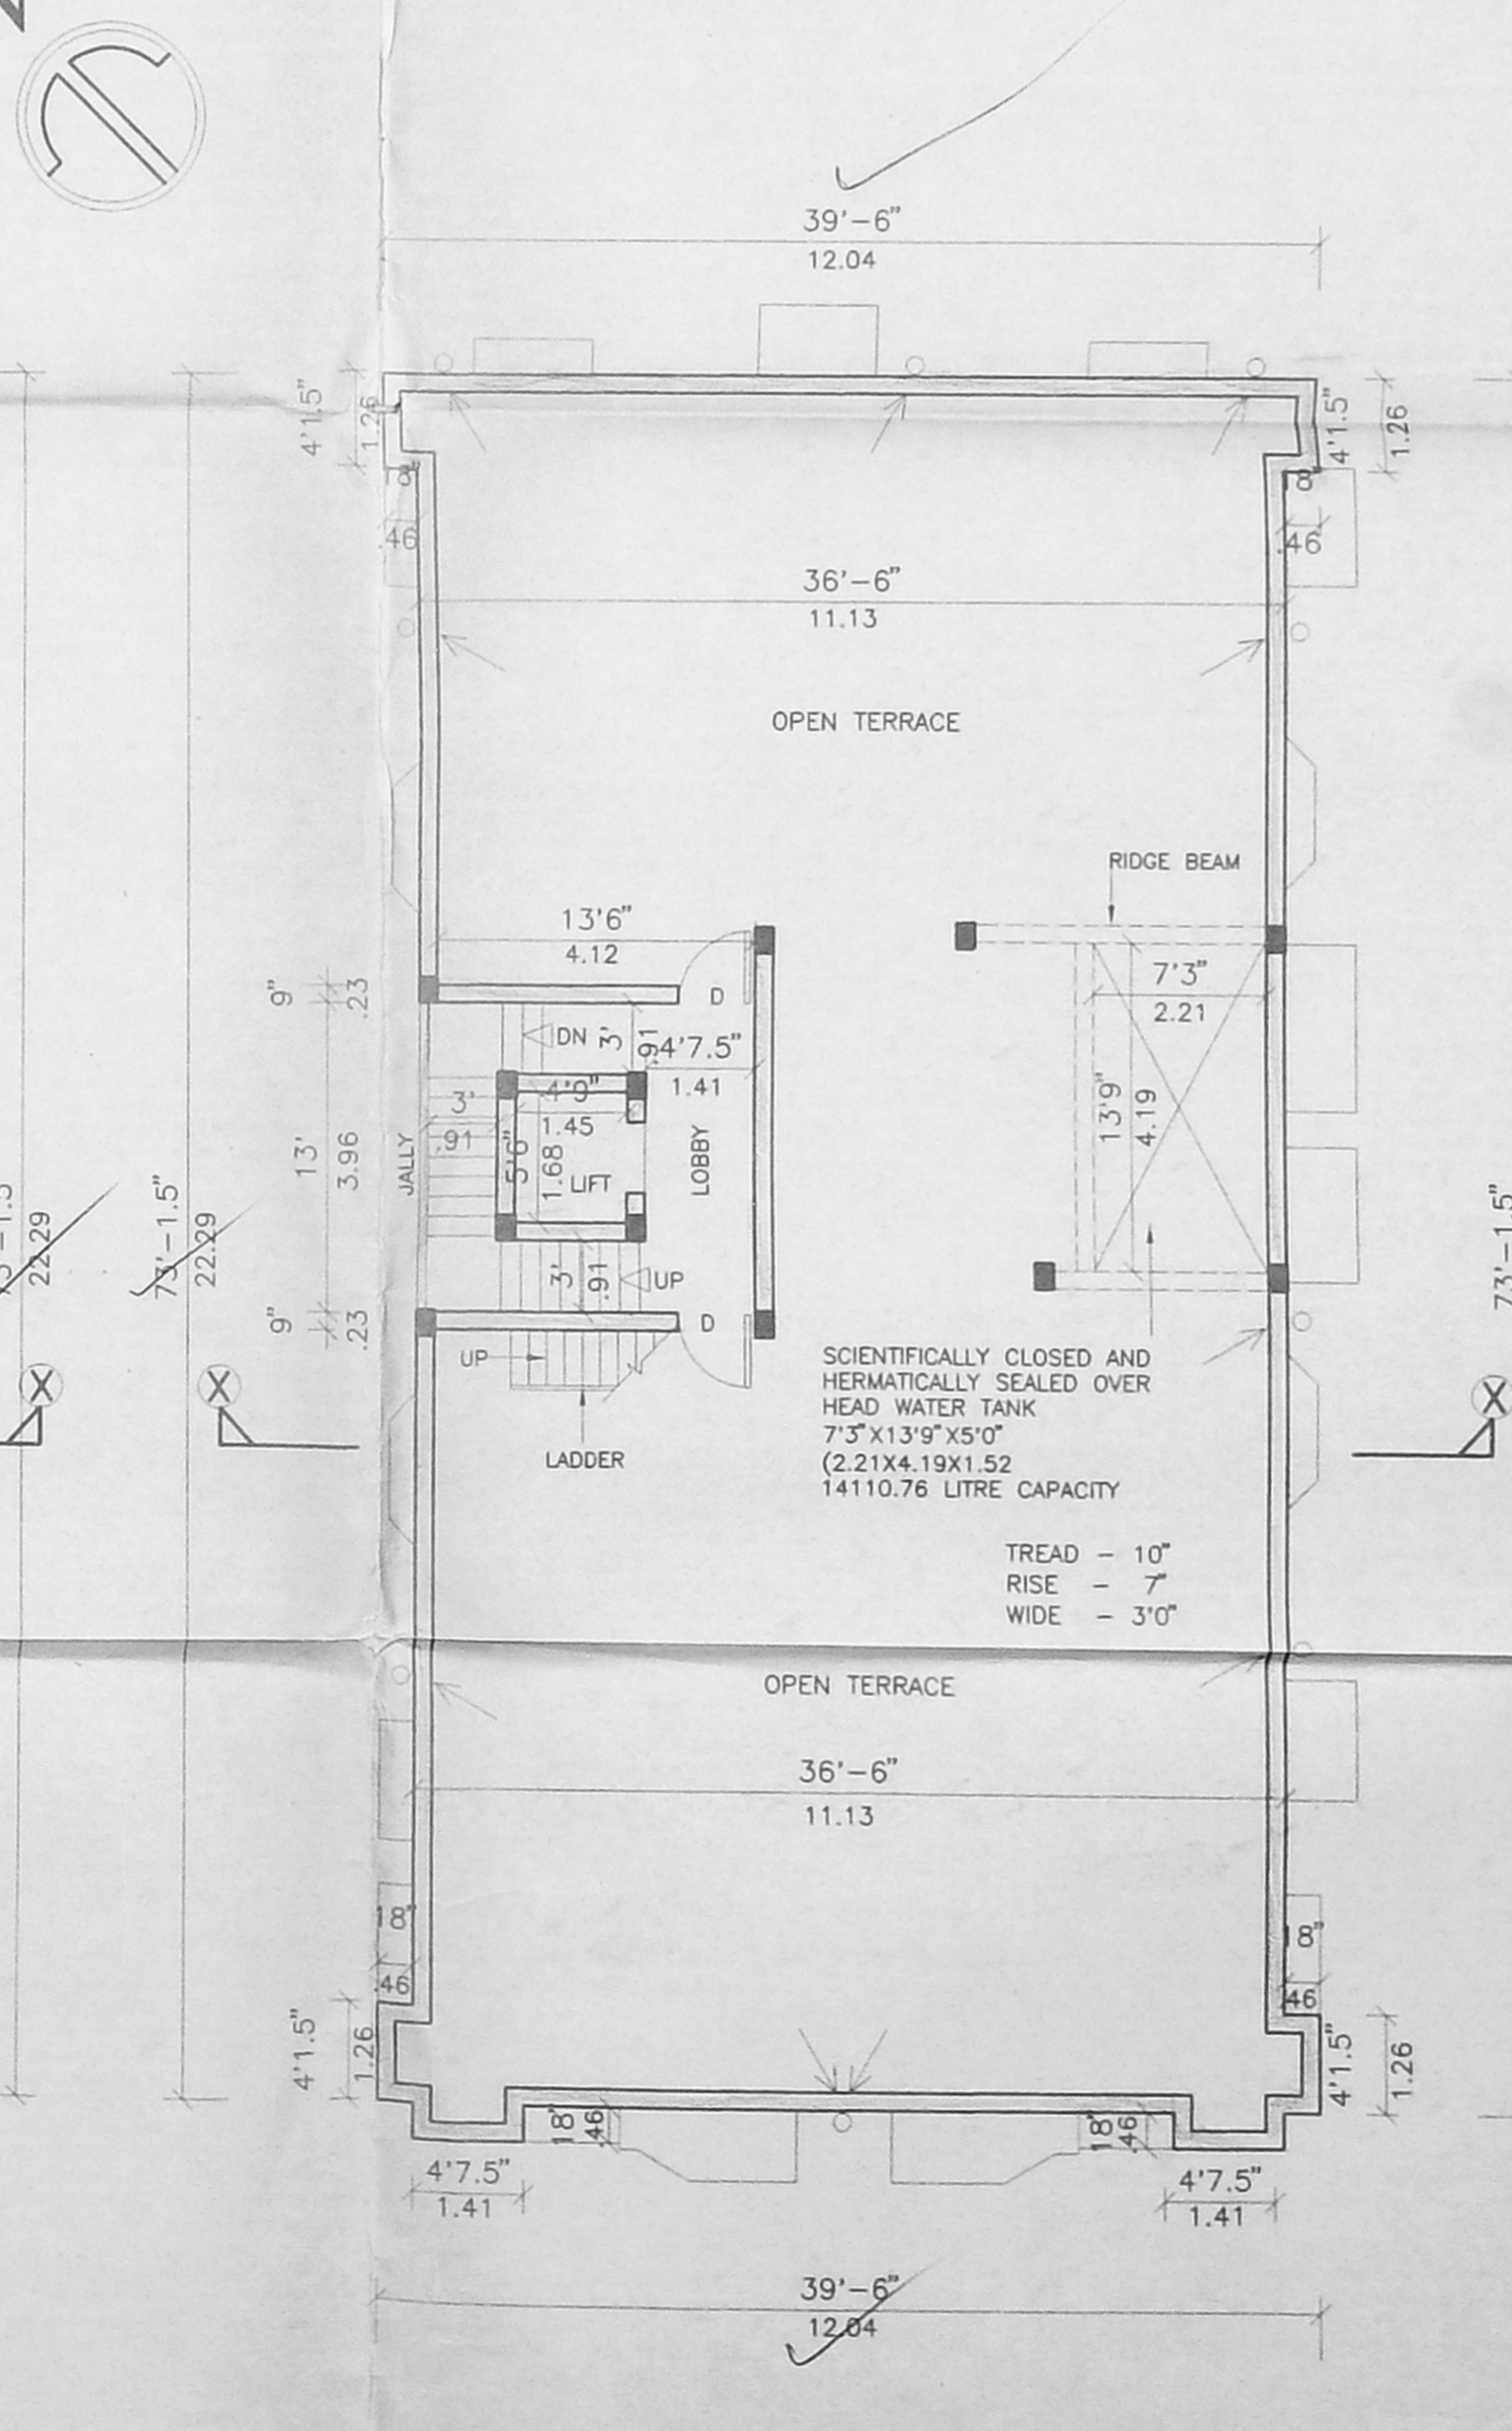 39'-6"
12.04
4'1.5"
1.26
4'1.5"
1.26
18"
.46
18"
.46
36'-6"
11.13
OPEN TERRACE
RIDGE BEAM
13'6"
4.12
7'3"
2.21
9"
.23
D
DN
3'
.91
4'7.5"
1.41
4'9"
1.45
3'
.91
13'9"
4.19
13'
3.96
JALLY
5'6"
1.68
LIFT
LOBBY
73'-1.5"
22.29
22.29
73'-1.5"
3'
.91
UP
9"
.23
D
UP
LADDER
X
X
X
SCIENTIFICALLY CLOSED AND
HERMATICALLY SEALED OVER
HEAD WATER TANK
7'3"X13'9"X5'0"
(2.21X4.19X1.52
14110.76 LITRE CAPACITY
TREAD - 10"
RISE - 7"
WIDE - 3'0"
OPEN TERRACE
36'-6"
11.13
18"
.46
18"
.46
4'1.5"
1.26
4'1.5"
1.26
18"
.46
18"
.46
4'7.5"
1.41
4'7.5"
1.41
39'-6"
12.04